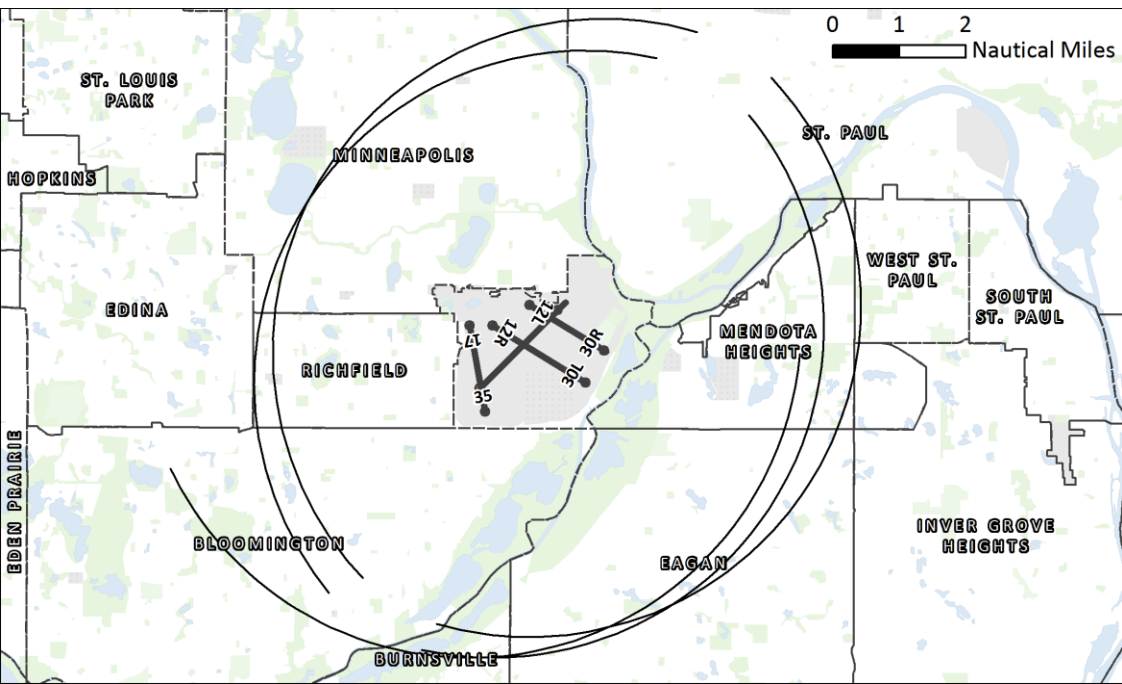 0 1 2
Nautical Miles
ST. LOUIS
PARK
ST. PAUL
MINNEAPOLIS
HOPKINS
WEST ST.
PAUL
EDINA
SOUTH
ST. PAUL
12L
17
12R
30R
MENDOTA
HEIGHTS
RICHFIELD
30L
35
EDEN PRAIRIE
BLOOMINGTON
EAGAN
INVER GROVE
HEIGHTS
BURNSVILLE